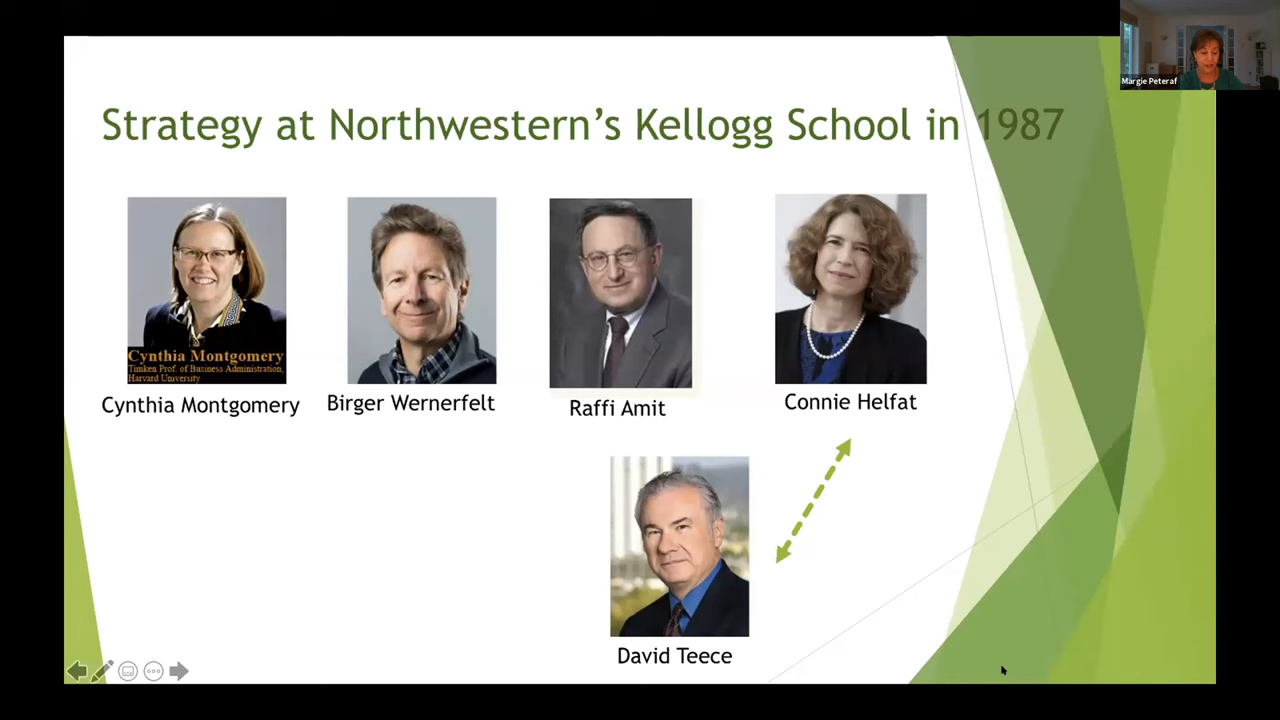 Margie Peteraf
Strategy at Northwestern's Kellogg School in 1987
Cynthia Montgomery
Timken Prof. of Business Administration,
Harvard University
Cynthia Montgomery
Birger Wernerfelt
Raffi Amit
Connie Helfat
David Teece